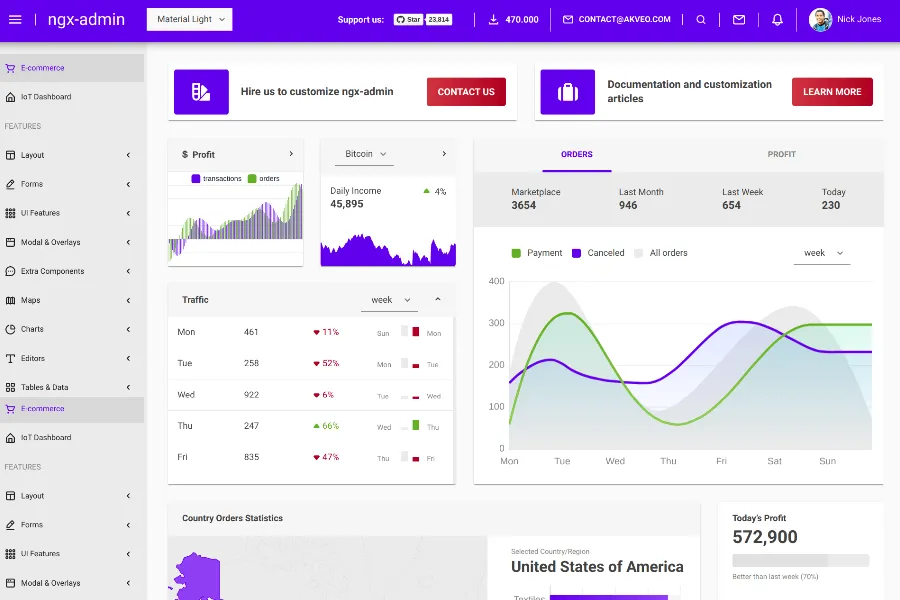 ngx-admin
Material Light
Support us:
Star
23,814
470.000
CONTACT@AKVEO.COM
Nick Jones
E-commerce
IoT Dashboard
FEATURES
Layout
Forms
UI Features
Modal & Overlays
Extra Components
Maps
Charts
Editors
Tables & Data
E-commerce
IoT Dashboard
FEATURES
Layout
Forms
UI Features
Modal & Overlays
Hire us to customize ngx-admin
CONTACT US
Documentation and customization
articles
LEARN MORE
$ Profit
transactions orders
Bitcoin
Daily Income
45,895
4%
Traffic
week
Mon 461 11% Sun Mon
Tue 258 52% Mon Tue
Wed 922 6% Tue Wed
Thu 247 66% Wed Thu
Fri 835 47% Thu Fri
ORDERS PROFIT
Marketplace Last Month Last Week Today
3654 946 654 230
Payment Canceled All orders
week
400
300
200
100
0
Mon Tue Wed Thu Fri Sat Sun
Country Orders Statistics
Selected Country/Region
United States of America
Textiles
Today's Profit
572,900
Better than last week (70%)